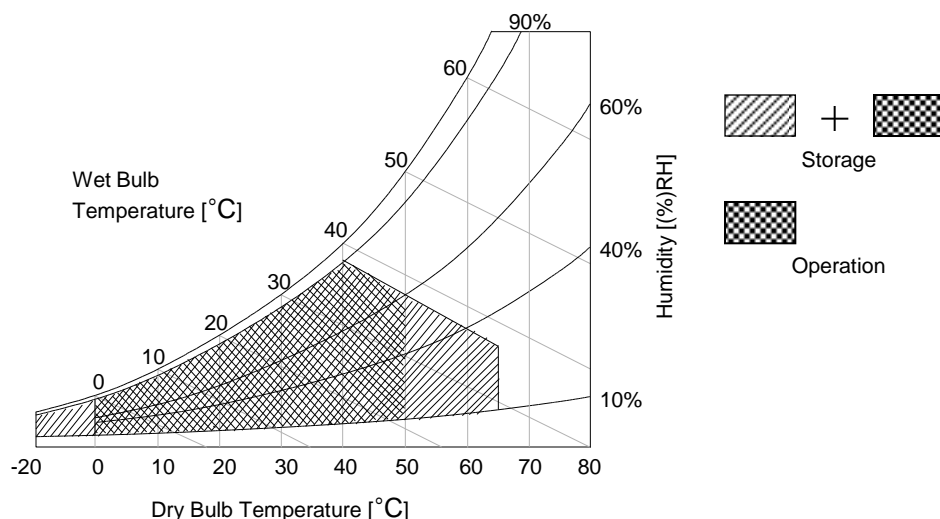 90%
60
60%
50
Wet Bulb
Temperature [°C]
Storage
40
40%
Humidity [(%)RH]
30
Operation
20
10
0
10%
-20 0 10 20 30 40 50 60 70 80
Dry Bulb Temperature [°C]